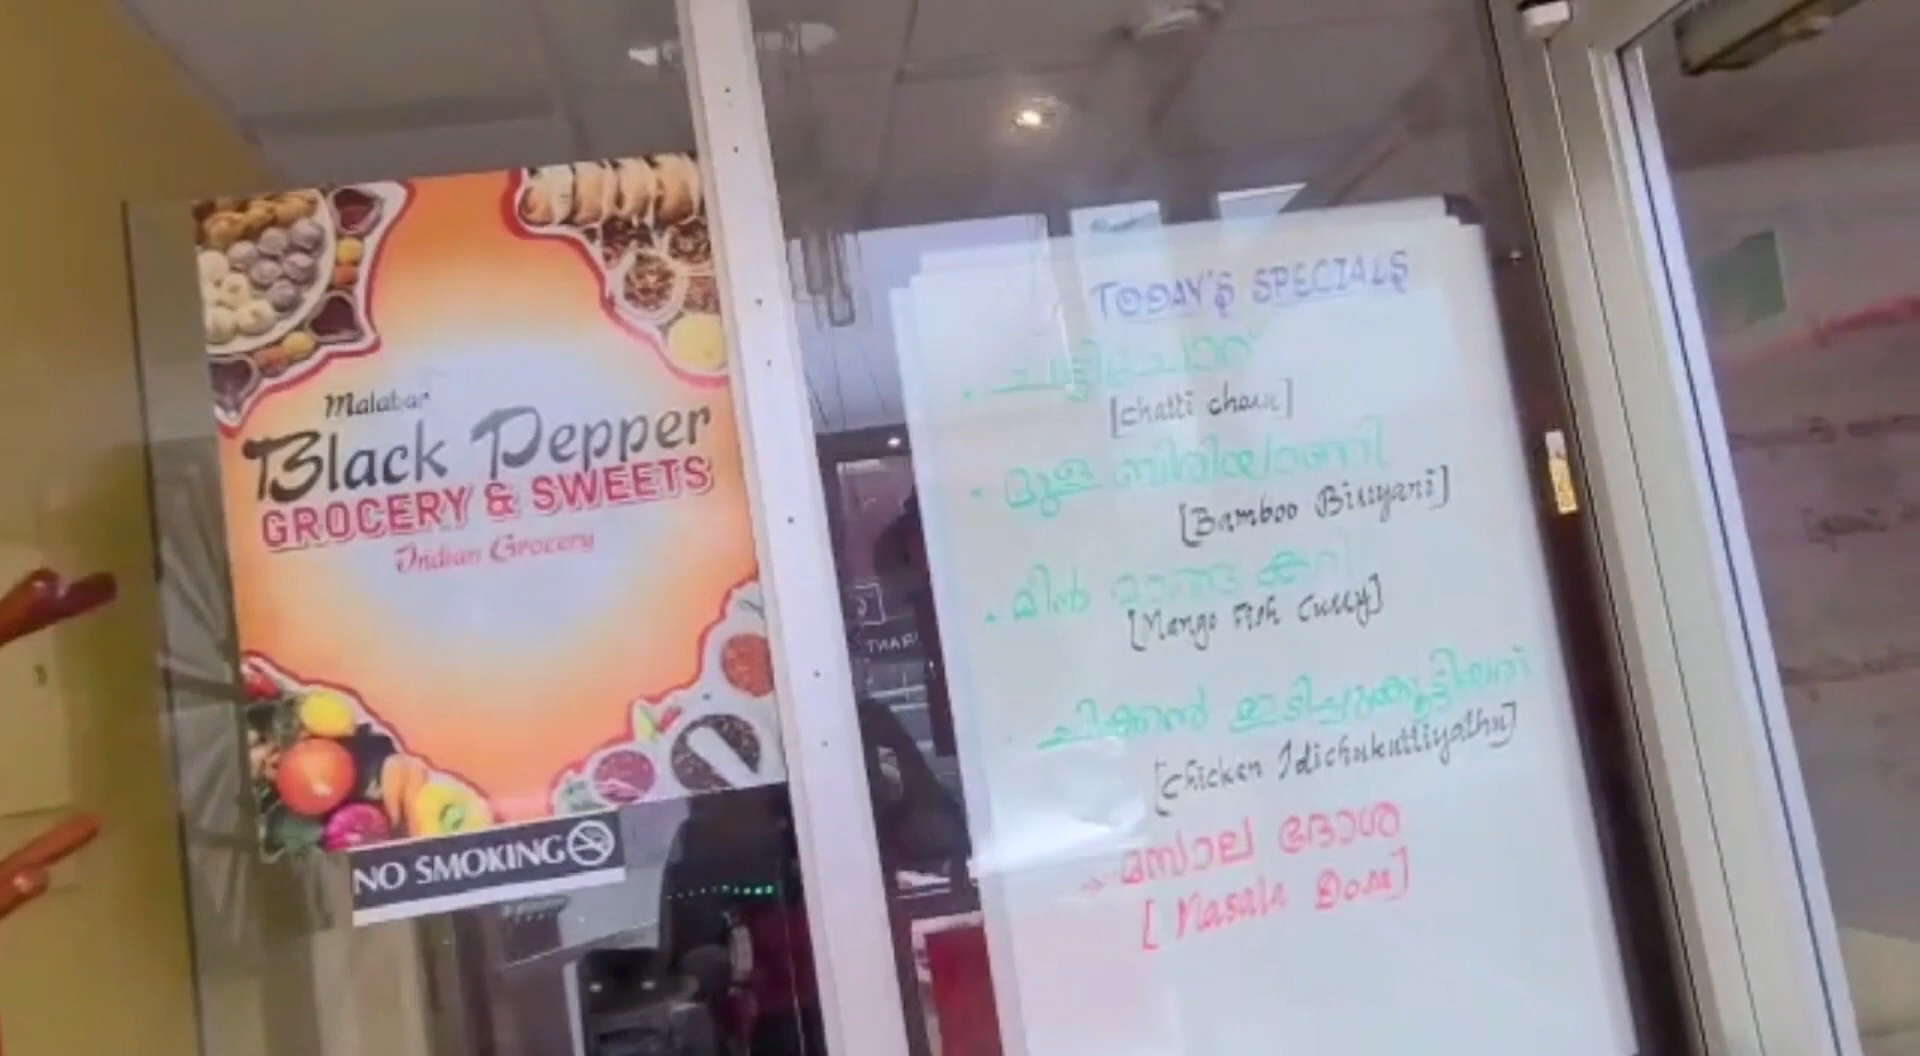 Malabar
Black Pepper
GROCERY & SWEETS
Indian Grocery
NO SMOKING
TODAY'S SPECIALS
ചട്ടിചോറ്
[chatti choru]
മുള ബിരിയാണി
[Bamboo Biriyani]
മീൻ മാങ്ങ കറി
[Mango Fish Curry]
ചിക്കൻ ഇടിച്ചുകുട്ടിയത്
[Chicken Idichukuttiyathu]
മസാല ദോശ
[Masala Dosa]